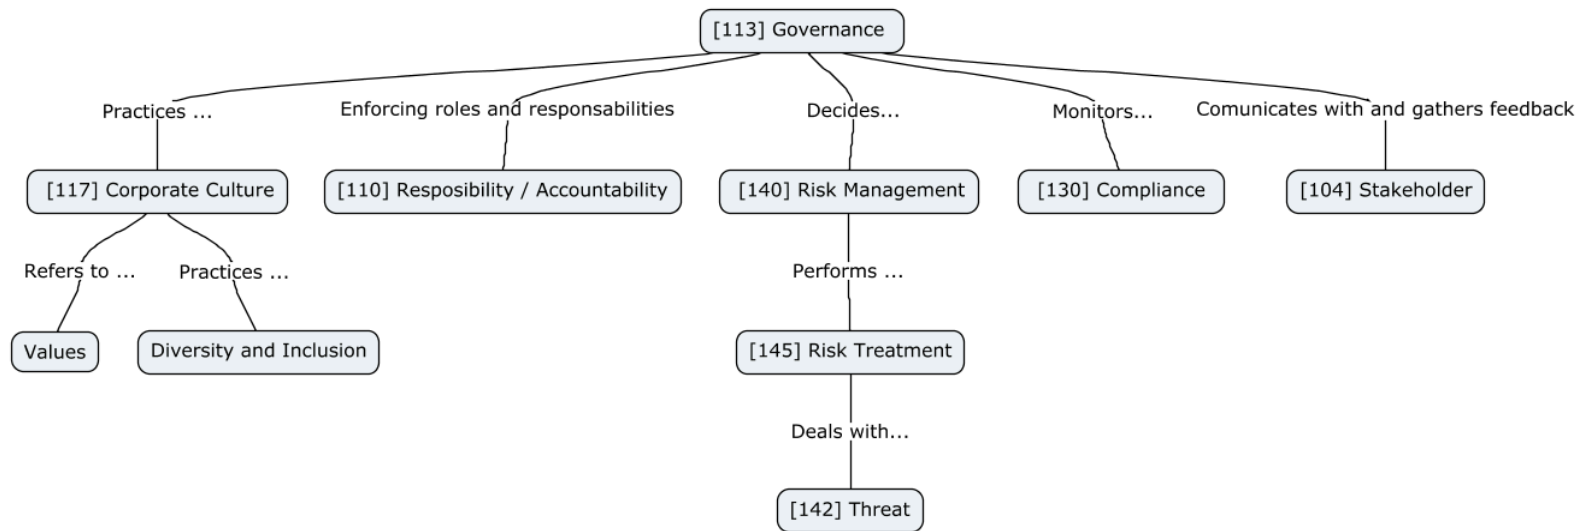 [113] Governance
Practices ...
Enforcing roles and responsabilities
Decides...
Monitors...
Comunicates with and gathers feedback
[117] Corporate Culture
[110] Resposibility / Accountability
[140] Risk Management
[130] Compliance
[104] Stakeholder
Refers to ...
Practices ...
Performs ...
Values
Diversity and Inclusion
[145] Risk Treatment
Deals with...
[142] Threat